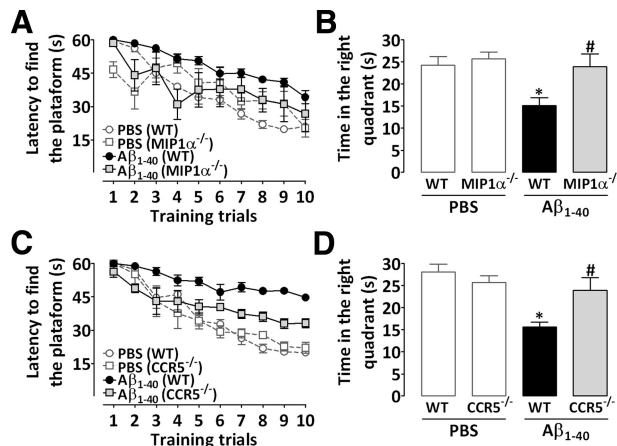 A
Latency to find
the plataform (s)
60
45
30
15
PBS (WT)
PBS (MIP1α-/-)
Aβ1-40 (WT)
Aβ1-40 (MIP1α-/-)
1 2 3 4 5 6 7 8 9 10
Training trials
B
Time in the right
quadrant (s)
30
25
20
15
10
5
0
*
#
WT MIP1α-/- WT MIP1α-/-
PBS Aβ1-40
C
Latency to find
the plataform (s)
60
45
30
15
PBS (WT)
PBS (CCR5-/-)
Aβ1-40 (WT)
Aβ1-40 (CCR5-/-)
1 2 3 4 5 6 7 8 9 10
Training trials
D
Time in the right
quadrant (s)
30
25
20
15
10
5
0
*
#
WT CCR5-/- WT CCR5-/-
PBS Aβ1-40